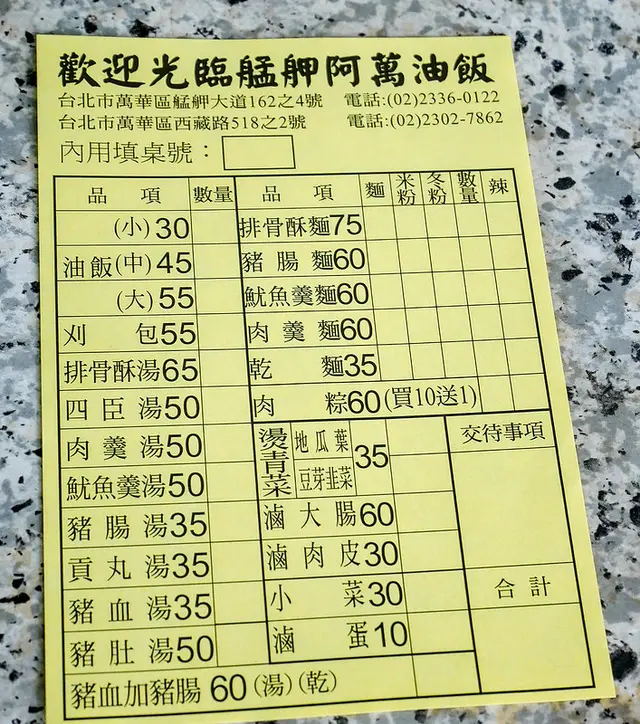 歡迎光臨艋舺阿萬油飯
台北市萬華區艋舺大道162之4號 電話:(02)2336-0122
台北市萬華區西藏路518之2號 電話:(02)2302-7862
內用填桌號：
品項 數量
(小)30
油飯(中)45
(大)55
刈包55
排骨酥湯65
四臣湯50
肉羹湯50
魷魚羹湯50
豬腸湯35
貢丸湯35
豬血湯35
豬肚湯50
豬血加豬腸 60 (湯)(乾)
品項 麵 米粉 冬粉 數量 辣
排骨酥麵75
豬腸麵60
魷魚羹麵60
肉羹麵60
乾麵35
肉粽60(買10送1)
燙青菜 地瓜葉 豆芽韭菜 35
滷大腸60
滷肉皮30
小菜30
滷蛋10
交待事項
合計